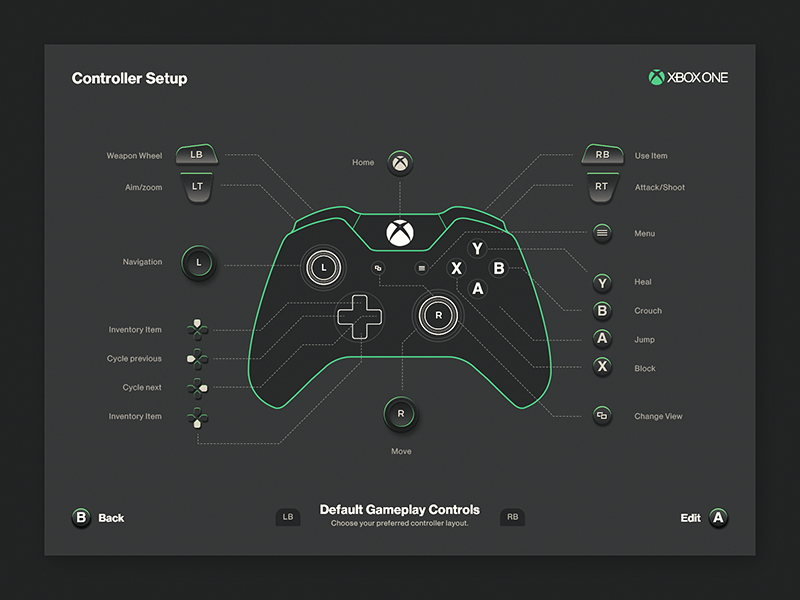 Controller Setup
XBOX ONE
Weapon Wheel
LB
Aim/zoom
LT
Home
RB
Use Item
RT
Attack/Shoot
Menu
Navigation
L
L
Y
X
B
A
R
Y
Heal
B
Crouch
A
Jump
X
Block
Inventory Item
Cycle previous
Cycle next
Inventory Item
R
Move
Change View
B
Back
LB
Default Gameplay Controls
Choose your preferred controller layout.
RB
Edit
A